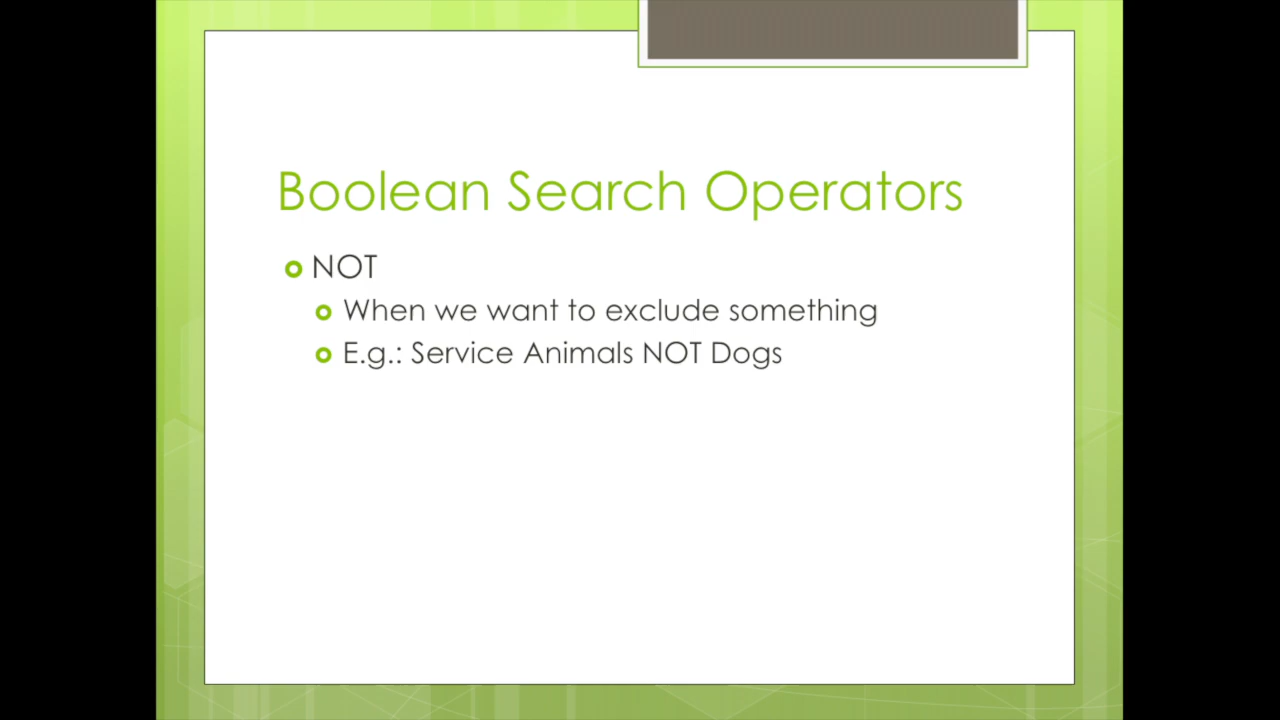 Boolean Search Operators
NOT
When we want to exclude something
E.g.: Service Animals NOT Dogs